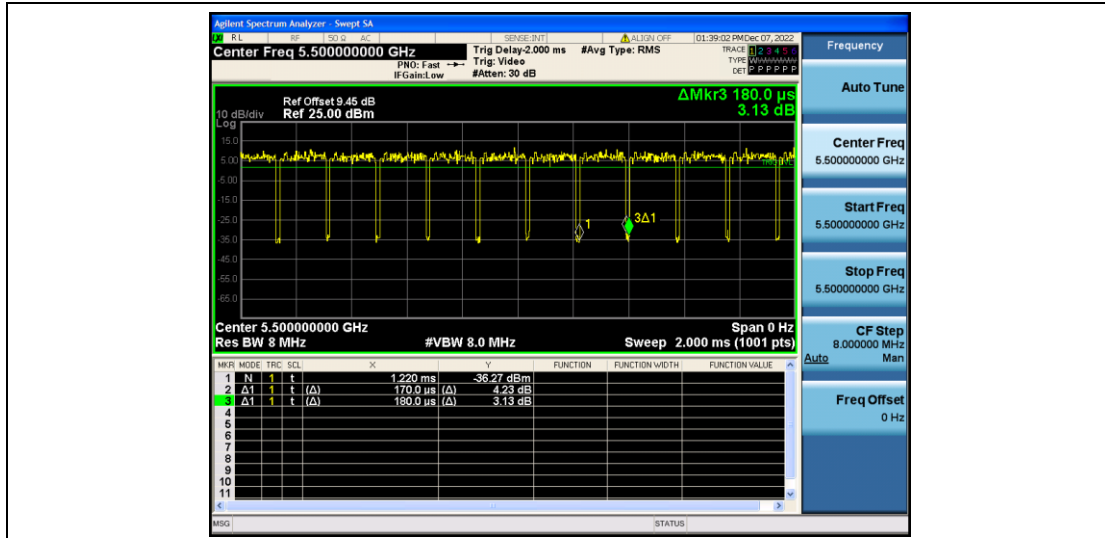 Agilent Spectrum Analyzer - Swept SA
RL RF 50 Ω AC SENSE:INT ALIGN OFF 01:39:02 PM Dec 07, 2022
Center Freq 5.500000000 GHz
PNO: Fast
IFGain:Low
Trig Delay-2.000 ms
Trig: Video
#Atten: 30 dB
#Avg Type: RMS
TRACE 1 2 3 4 5 6
TYPE
DET P P P P P P
Ref Offset 9.45 dB
Ref 25.00 dBm
10 dB/div
Log
ΔMkr3 180.0 µs
3.13 dB
15.0
5.00
-5.00
-15.0
-25.0
-35.0
-45.0
-55.0
-65.0
1
3Δ1
Center 5.500000000 GHz
Span 0 Hz
Res BW 8 MHz
#VBW 8.0 MHz
Sweep 2.000 ms (1001 pts)
MKR MODE TRC SCL X Y FUNCTION FUNCTION WIDTH FUNCTION VALUE
1 N 1 t 1.220 ms -36.27 dBm
2 Δ1 1 t (Δ) 170.0 µs (Δ) 4.23 dB
3 Δ1 1 t (Δ) 180.0 µs (Δ) 3.13 dB
4
5
6
7
8
9
10
11
MSG
STATUS
Frequency
Auto Tune
Center Freq
5.500000000 GHz
Start Freq
5.500000000 GHz
Stop Freq
5.500000000 GHz
CF Step
8.000000 MHz
Auto Man
Freq Offset
0 Hz